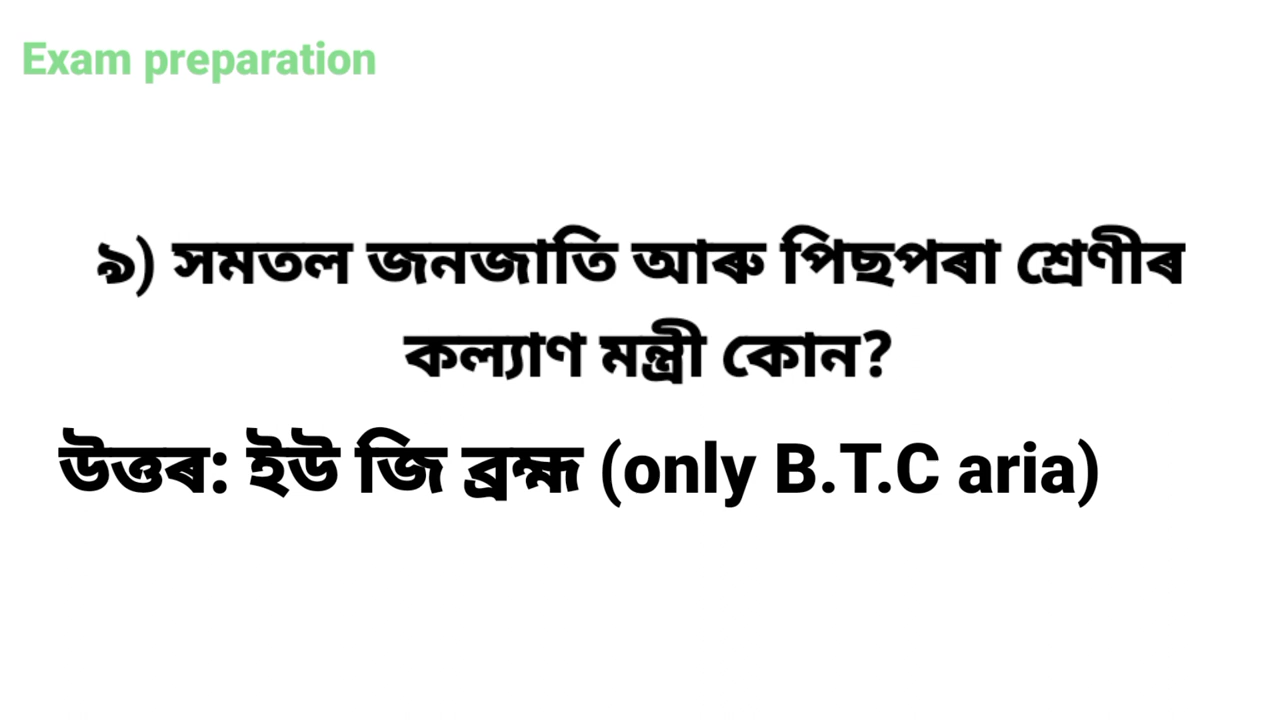 Exam preparation
৯) সমতল জনজাতি আৰু পিছপৰা শ্ৰেণীৰ
কল্যাণ মন্ত্ৰী কোন?
উত্তৰ: ইউ জি ব্ৰহ্ম (only B.T.C aria)